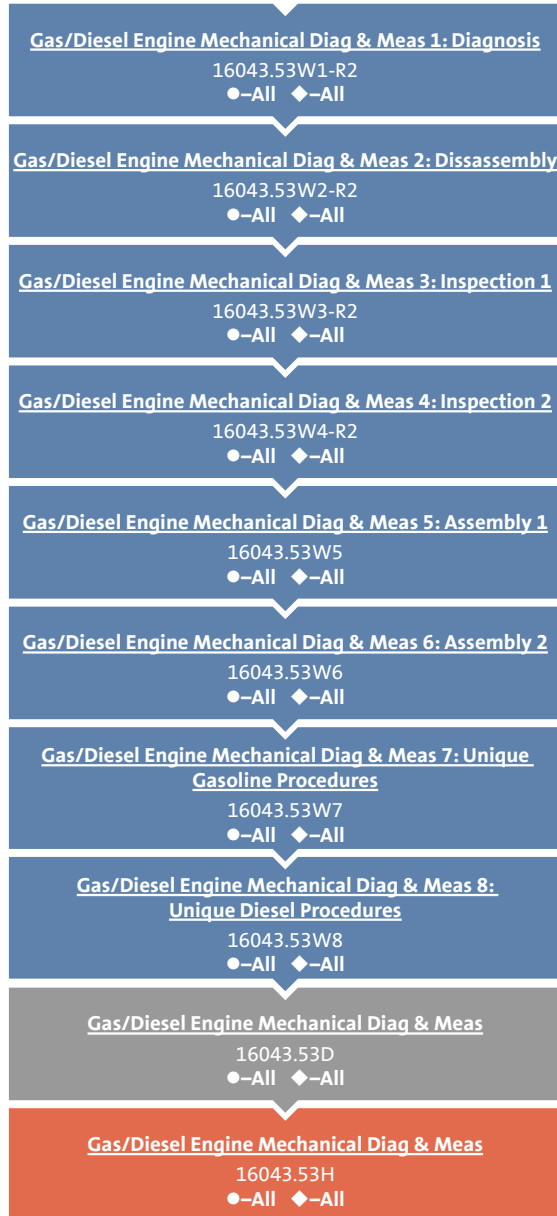 Gas/Diesel Engine Mechanical Diag & Meas 1: Diagnosis
16043.53W1-R2
●–All ◆–All
Gas/Diesel Engine Mechanical Diag & Meas 2: Dissassembly
16043.53W2-R2
●–All ◆–All
Gas/Diesel Engine Mechanical Diag & Meas 3: Inspection 1
16043.53W3-R2
●–All ◆–All
Gas/Diesel Engine Mechanical Diag & Meas 4: Inspection 2
16043.53W4-R2
●–All ◆–All
Gas/Diesel Engine Mechanical Diag & Meas 5: Assembly 1
16043.53W5
●–All ◆–All
Gas/Diesel Engine Mechanical Diag & Meas 6: Assembly 2
16043.53W6
●–All ◆–All
Gas/Diesel Engine Mechanical Diag & Meas 7: Unique
Gasoline Procedures
16043.53W7
●–All ◆–All
Gas/Diesel Engine Mechanical Diag & Meas 8:
Unique Diesel Procedures
16043.53W8
●–All ◆–All
Gas/Diesel Engine Mechanical Diag & Meas
16043.53D
●–All ◆–All
Gas/Diesel Engine Mechanical Diag & Meas
16043.53H
●–All ◆–All